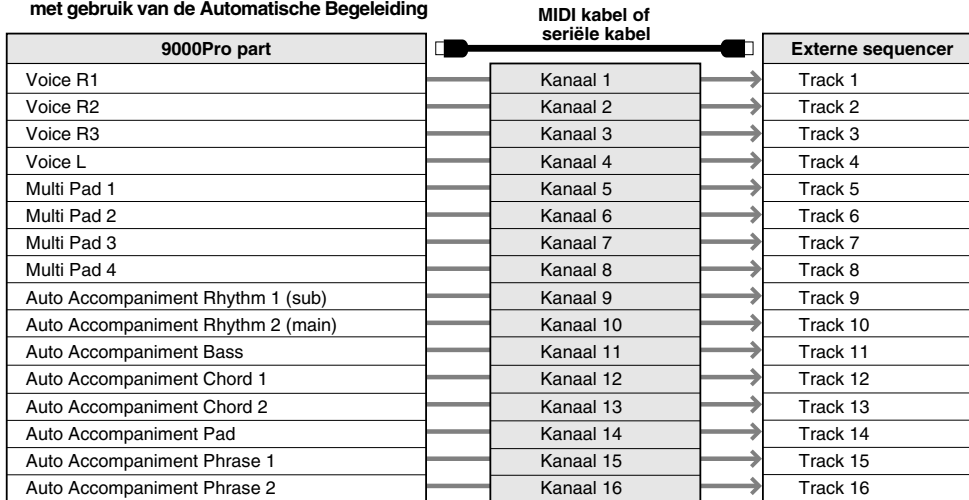 met gebruik van de Automatische Begeleiding
MIDI kabel of
seriële kabel
9000Pro part
Externe sequencer
Voice R1 Kanaal 1 Track 1
Voice R2 Kanaal 2 Track 2
Voice R3 Kanaal 3 Track 3
Voice L Kanaal 4 Track 4
Multi Pad 1 Kanaal 5 Track 5
Multi Pad 2 Kanaal 6 Track 6
Multi Pad 3 Kanaal 7 Track 7
Multi Pad 4 Kanaal 8 Track 8
Auto Accompaniment Rhythm 1 (sub) Kanaal 9 Track 9
Auto Accompaniment Rhythm 2 (main) Kanaal 10 Track 10
Auto Accompaniment Bass Kanaal 11 Track 11
Auto Accompaniment Chord 1 Kanaal 12 Track 12
Auto Accompaniment Chord 2 Kanaal 13 Track 13
Auto Accompaniment Pad Kanaal 14 Track 14
Auto Accompaniment Phrase 1 Kanaal 15 Track 15
Auto Accompaniment Phrase 2 Kanaal 16 Track 16